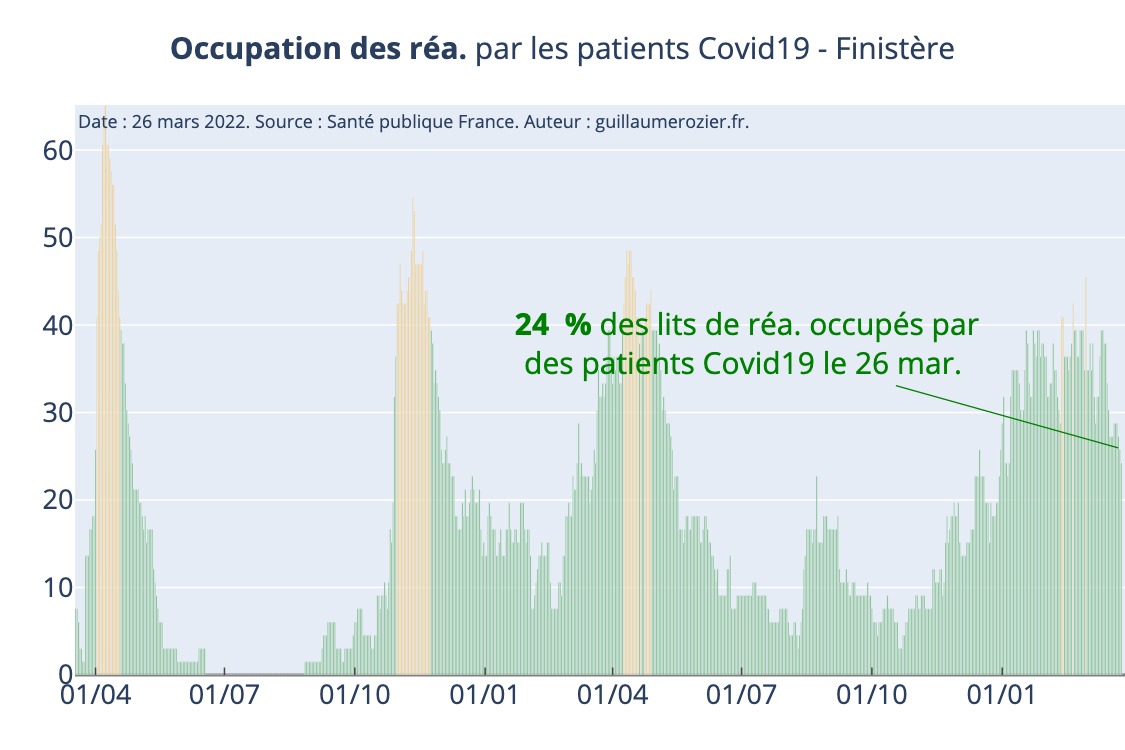 Occupation des réa. par les patients Covid19 - Finistère
Date : 26 mars 2022. Source : Santé publique France. Auteur : guillaumerozier.fr.
60
50
40
30
20
10
0
24 % des lits de réa. occupés par
des patients Covid19 le 26 mar.
01/04 01/07 01/10 01/01 01/04 01/07 01/10 01/01